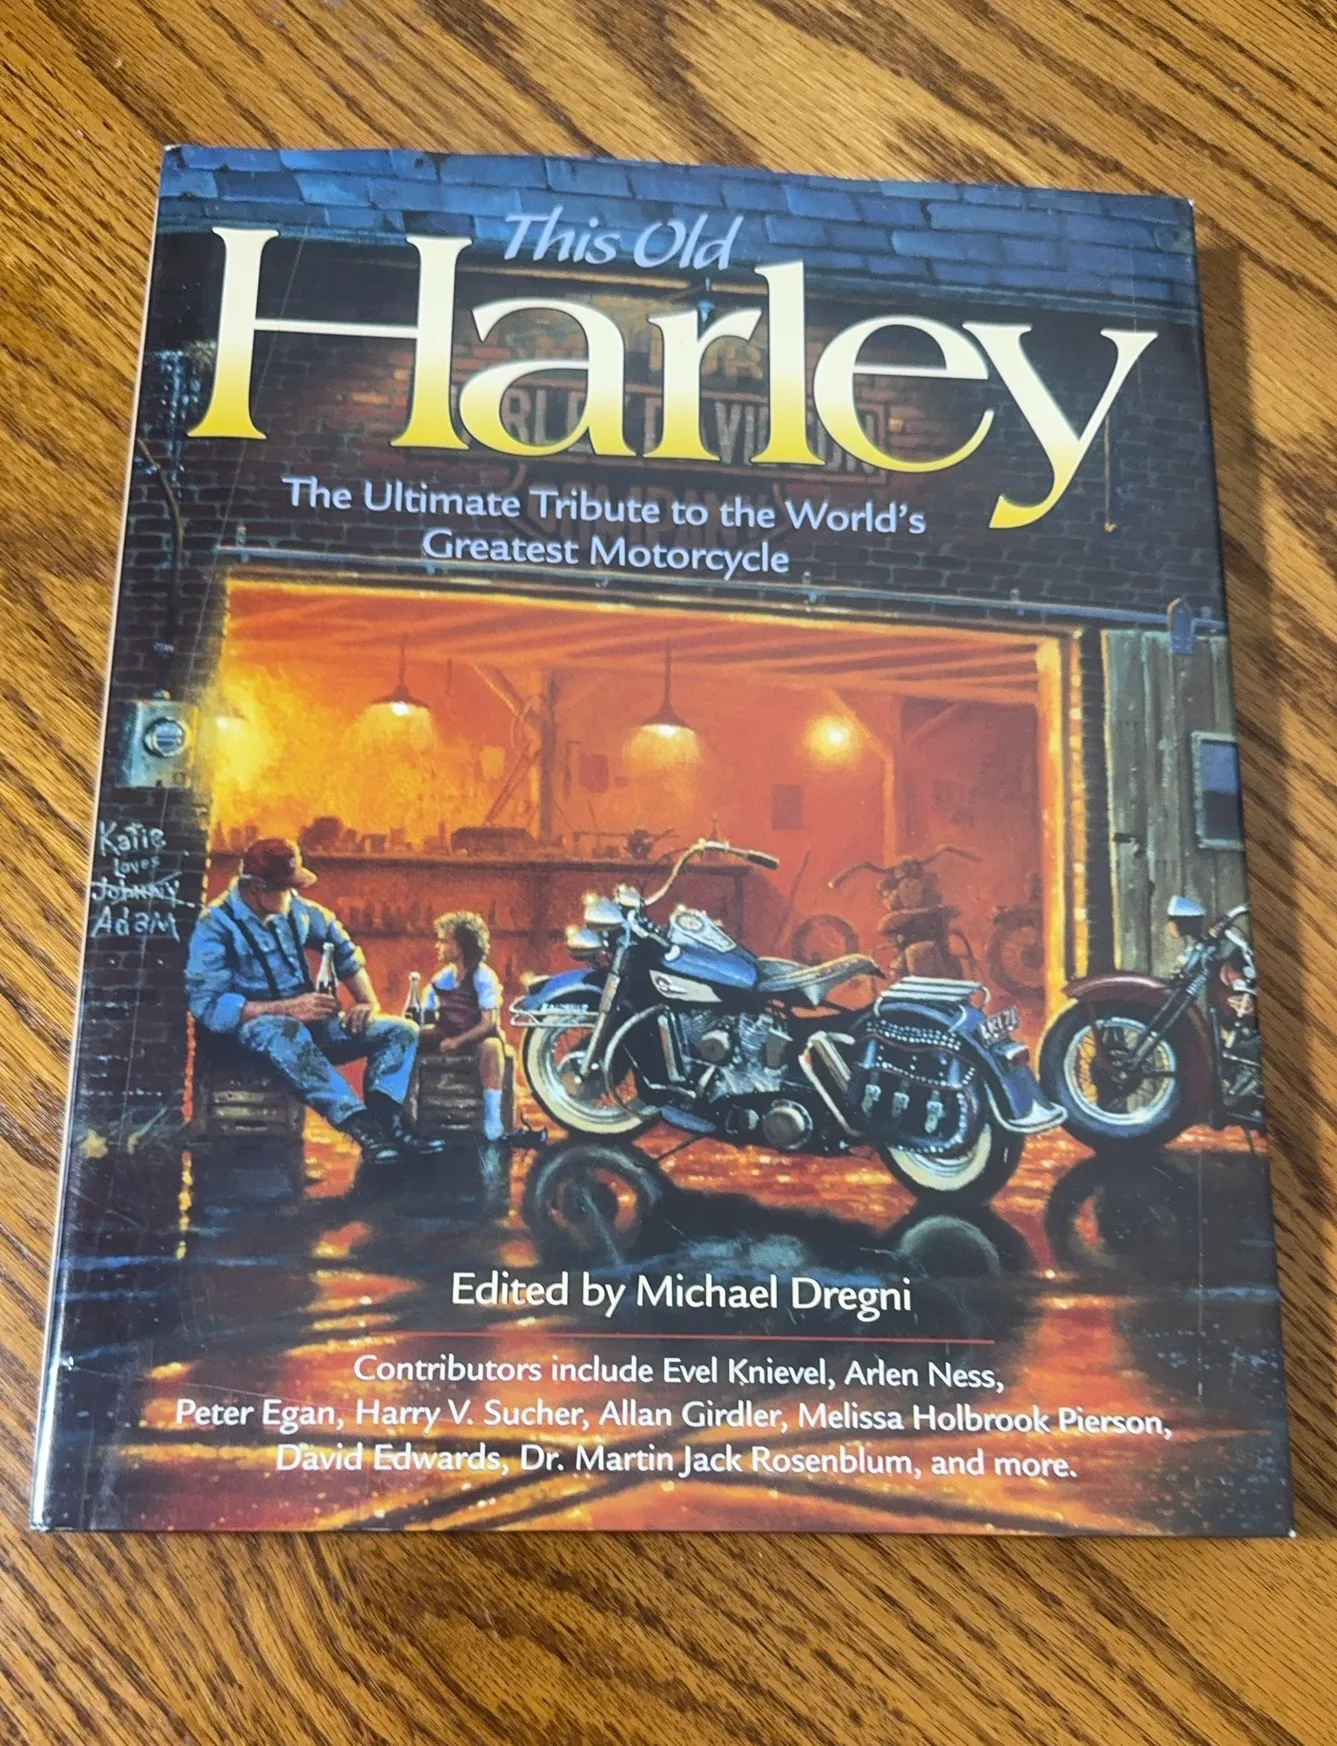 This Old
Harley
The Ultimate Tribute to the World's
Greatest Motorcycle
COMPANY
Katie
loves
JOHNNY
Adam
Edited by Michael Dregni
Contributors include Evel Knievel, Arlen Ness,
Peter Egan, Harry V. Sucher, Allan Girdler, Melissa Holbrook Pierson,
David Edwards, Dr. Martin Jack Rosenblum, and more.